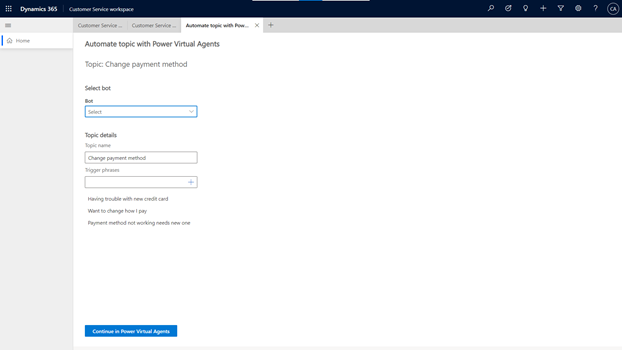 Dynamics 365 Customer Service workspace CA
Customer Service ... Customer Service ... Automate topic with Pow...
Home
Automate topic with Power Virtual Agents
Topic: Change payment method
Select bot
Bot
Select
Topic details
Topic name
Change payment method
Trigger phrases
Having trouble with new credit card
Want to change how I pay
Payment method not working needs new one
Continue in Power Virtual Agents